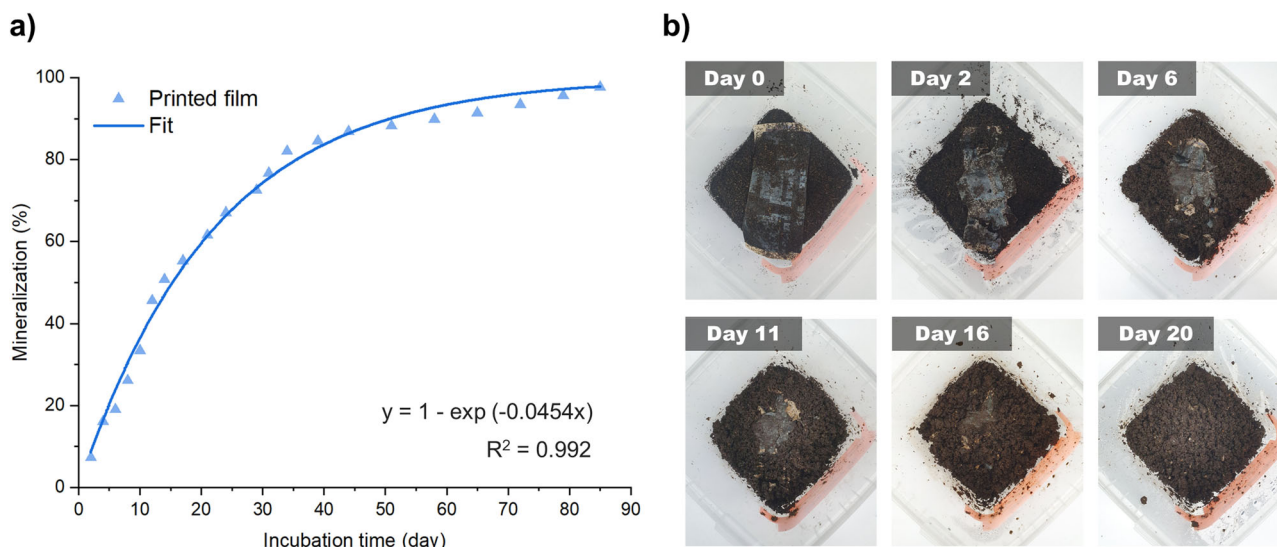 a)
Mineralization (%)
100
80
60
40
20
0
Printed film
Fit
y = 1 - exp (-0.0454x)
R² = 0.992
0 10 20 30 40 50 60 70 80 90
Incubation time (day)
b)
Day 0
Day 2
Day 6
Day 11
Day 16
Day 20